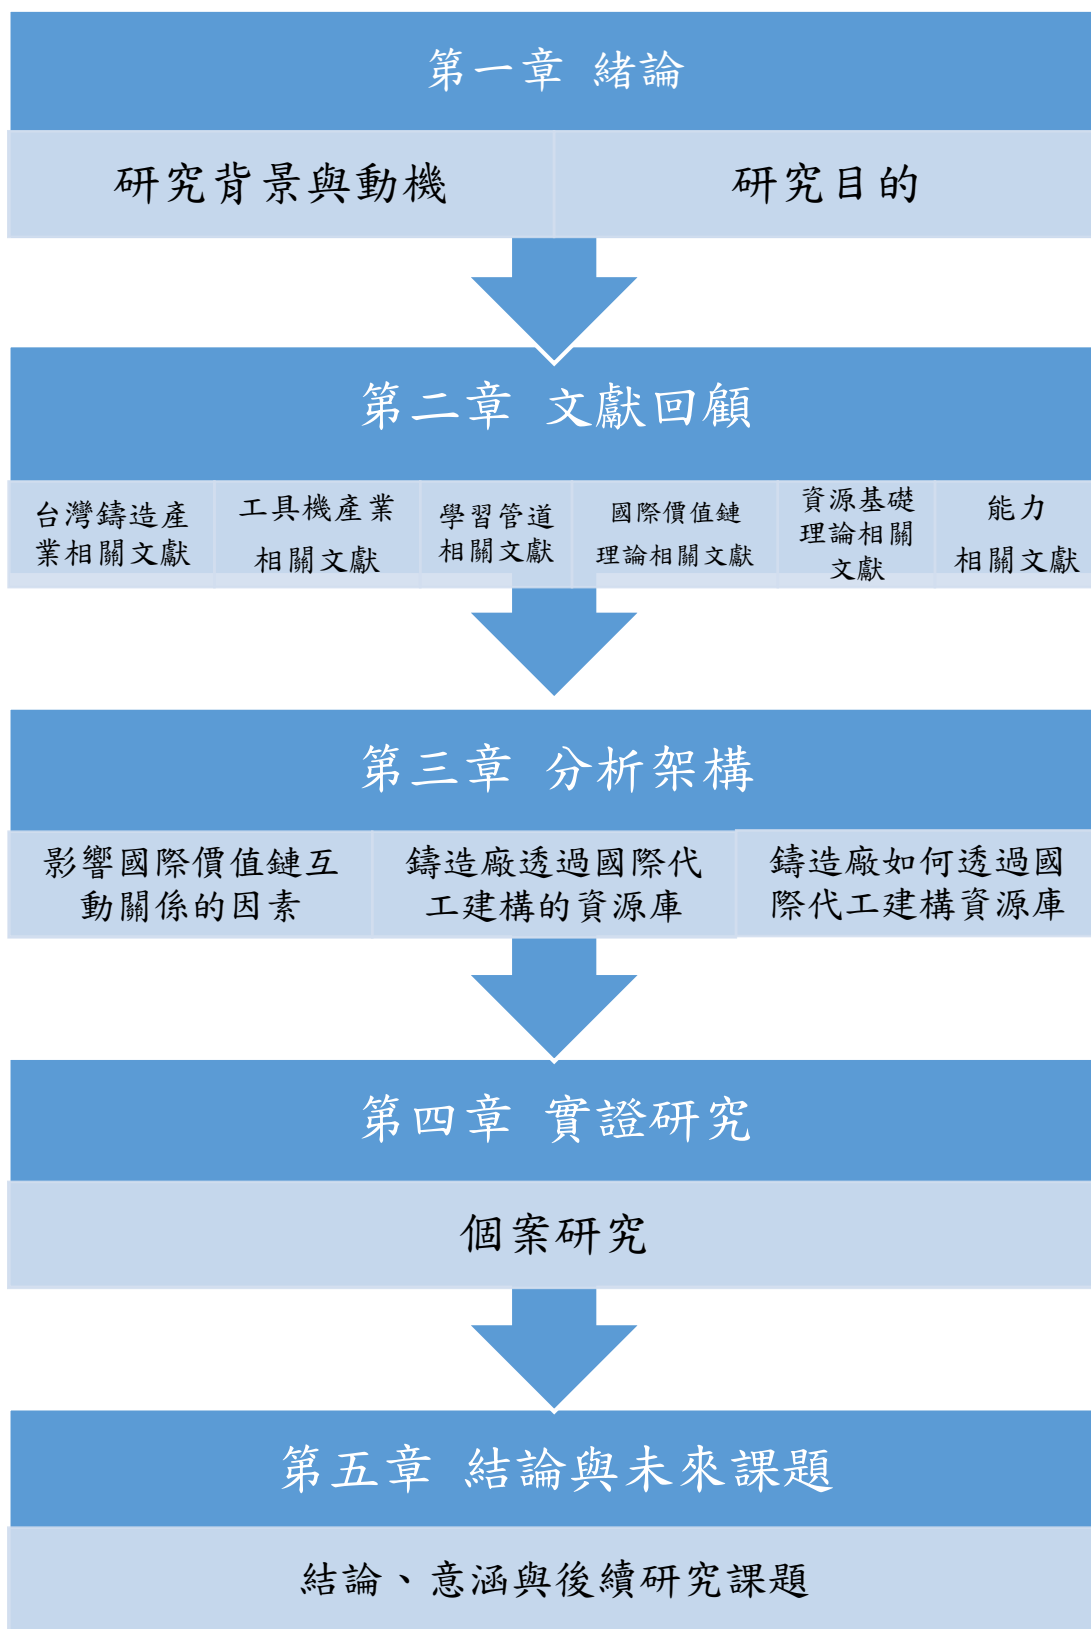 第一章 緒論
研究背景與動機
研究目的
第二章 文獻回顧
台灣鑄造產
業相關文獻
工具機產業
相關文獻
學習管道
相關文獻
國際價值鏈
理論相關文獻
資源基礎
理論相關
文獻
能力
相關文獻
第三章 分析架構
影響國際價值鏈互
動關係的因素
鑄造廠透過國際代
工建構的資源庫
鑄造廠如何透過國
際代工建構資源庫
第四章 實證研究
個案研究
第五章 結論與未來課題
結論、意涵與後續研究課題